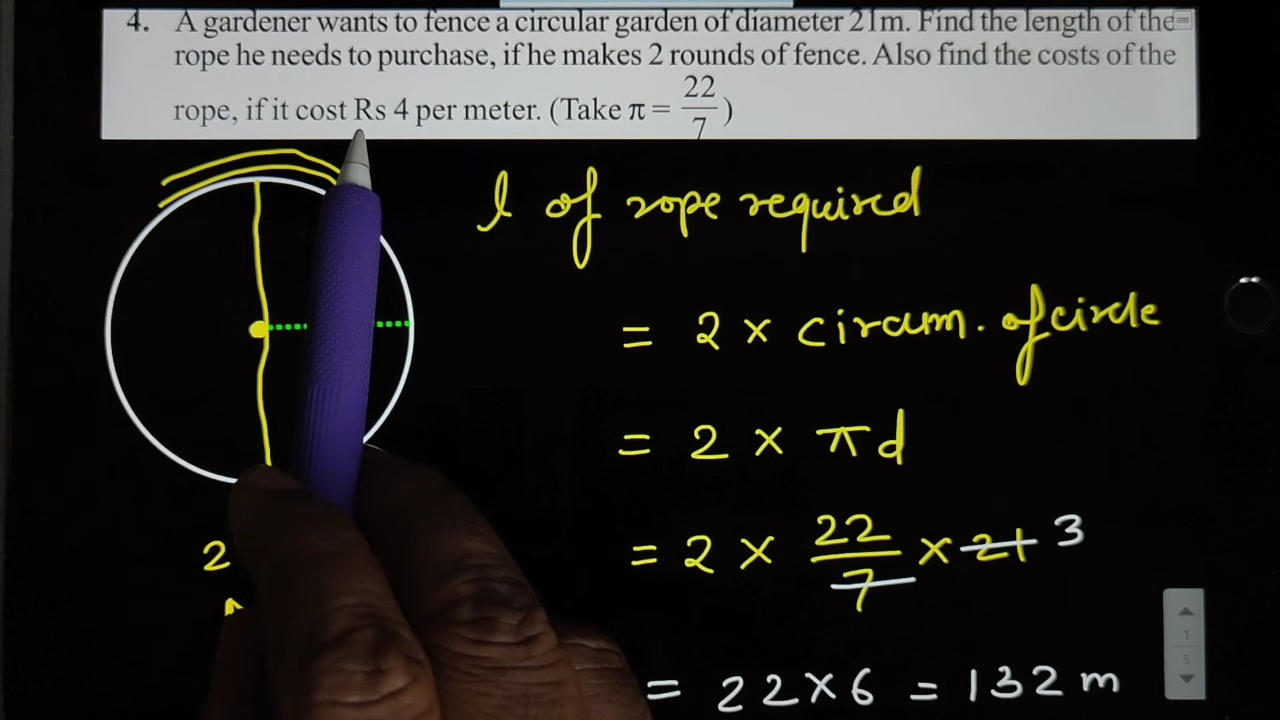 4. A gardener wants to fence a circular garden of diameter 21m. Find the length of the
rope he needs to purchase, if he makes 2 rounds of fence. Also find the costs of the
rope, if it cost Rs 4 per meter. (Take π = 22/7)
l of rope required
= 2 × circum. of circle
= 2 × πd
= 2 × 22/7 × 21 3
2
= 22×6 = 132 m
1
5